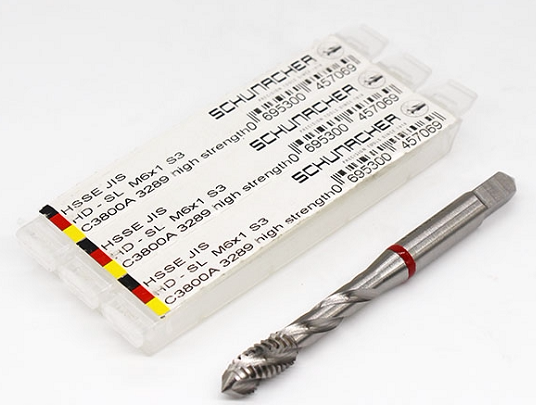 SCHUMACHER
HSSE JIS
HD - SL M6x1 S3
C3800A 3289 high strength
0 695300 457069
SCHUMACHER
HSSE JIS
HD - SL M6x1 S3
C3800A 3289 high strength
0 695300 457069
SCHUMACHER
HSSE JIS
HD - SL M6x1 S3
C3800A 3289 high strength
0 695300 457069